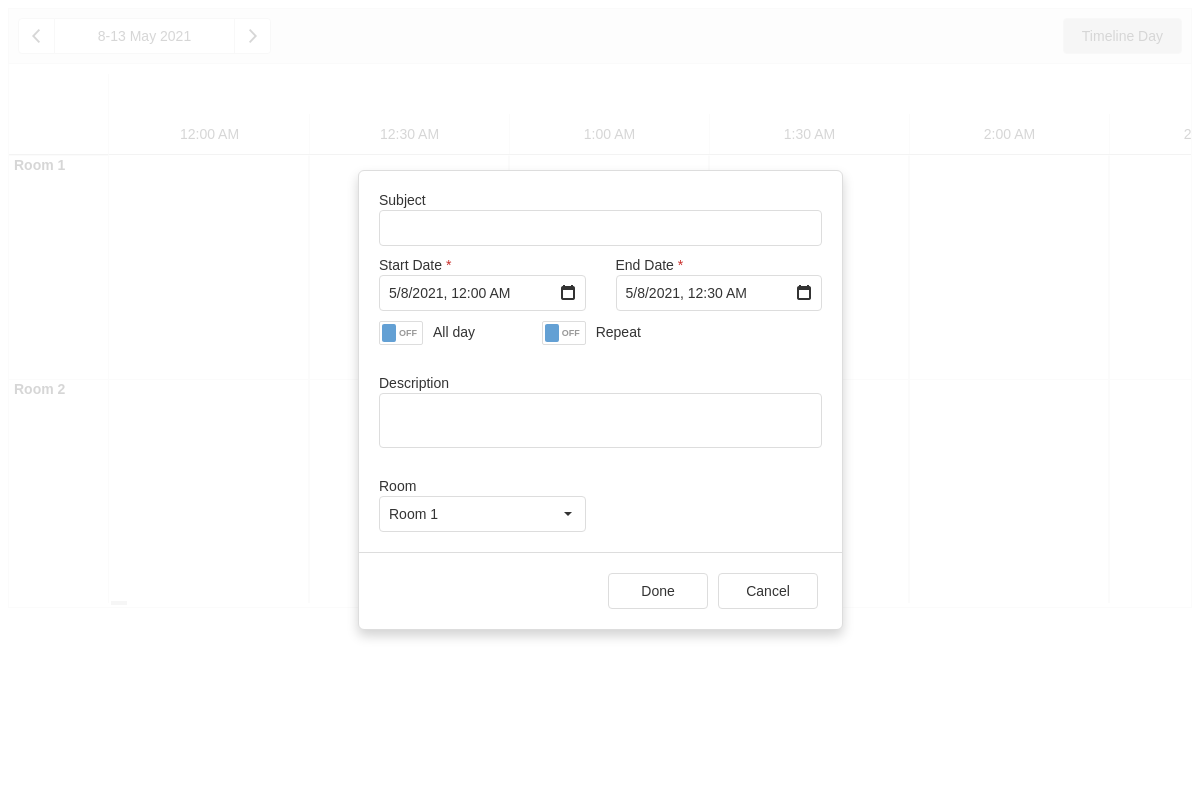 8-13 May 2021
Timeline Day
12:00 AM 12:30 AM 1:00 AM 1:30 AM 2:00 AM 2
Room 1
Subject
Start Date * End Date *
5/8/2021, 12:00 AM 5/8/2021, 12:30 AM
OFF All day OFF Repeat
Room 2
Description
Room
Room 1
Done Cancel